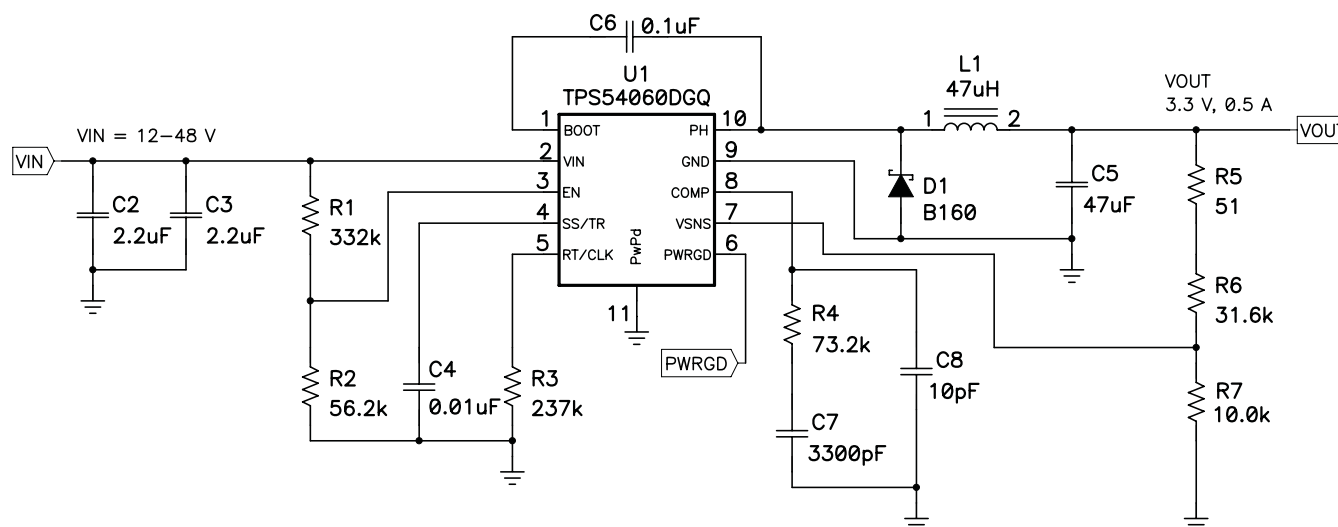 C6
0.1uF
U1
TPS54060DGQ
L1
47uH
VOUT
3.3 V, 0.5 A
VIN = 12-48 V
VIN
1
BOOT
PH
10
1
2
VOUT
2
VIN
GND
9
3
EN
COMP
8
4
SS/TR
VSNS
7
5
RT/CLK
PWRGD
6
PwPd
11
C2
2.2uF
C3
2.2uF
R1
332k
D1
B160
C5
47uF
R5
51
R6
31.6k
R4
73.2k
PWRGD
R2
56.2k
C4
0.01uF
R3
237k
C8
10pF
R7
10.0k
C7
3300pF